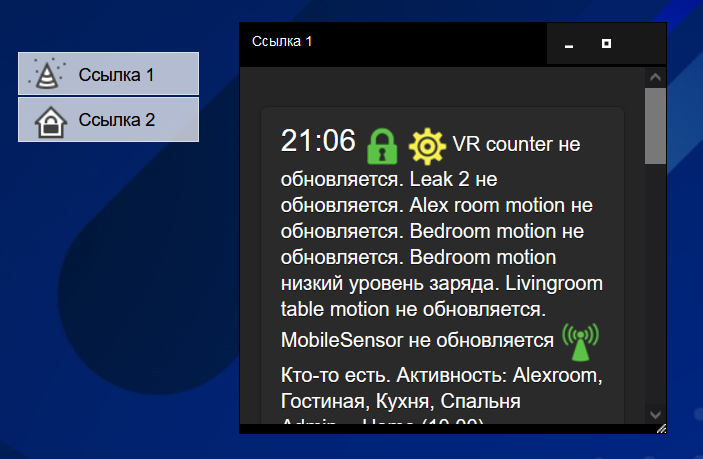 Ссылка 1
Ссылка 2
Ссылка 1
21:06 VR counter не
обновляется. Leak 2 не
обновляется. Alex room motion не
обновляется. Bedroom motion не
обновляется. Bedroom motion
низкий уровень заряда. Livingroom
table motion не обновляется.
MobileSensor не обновляется
Кто-то есть. Активность: Alexroom,
Гостиная, Кухня, Спальня